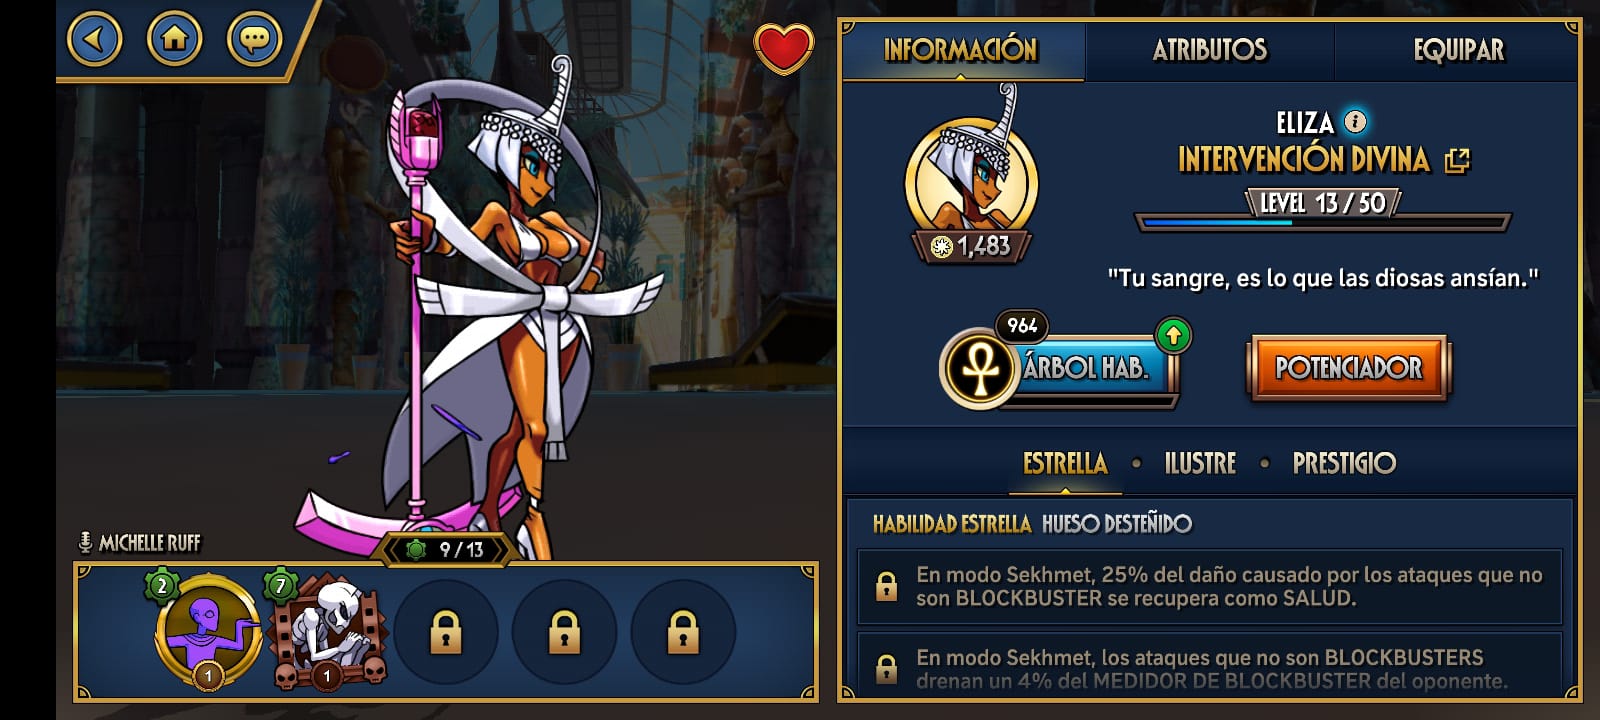 INFORMACIÓN
ATRIBUTOS
EQUIPAR
ELIZA
INTERVENCIÓN DIVINA
LEVEL 13 / 50
1,483
"Tu sangre, es lo que las diosas ansían."
964
ÁRBOL HAB.
POTENCIADOR
ESTRELLA • ILUSTRE • PRESTIGIO
HABILIDAD ESTRELLA HUESO DESTEÑIDO
En modo Sekhmet, 25% del daño causado por los ataques que no
son BLOCKBUSTER se recupera como SALUD.
En modo Sekhmet, los ataques que no son BLOCKBUSTERS
drenan un 4% del MEDIDOR DE BLOCKBUSTER del oponente.
MICHELLE RUFF
9 / 13
2
7
1
1